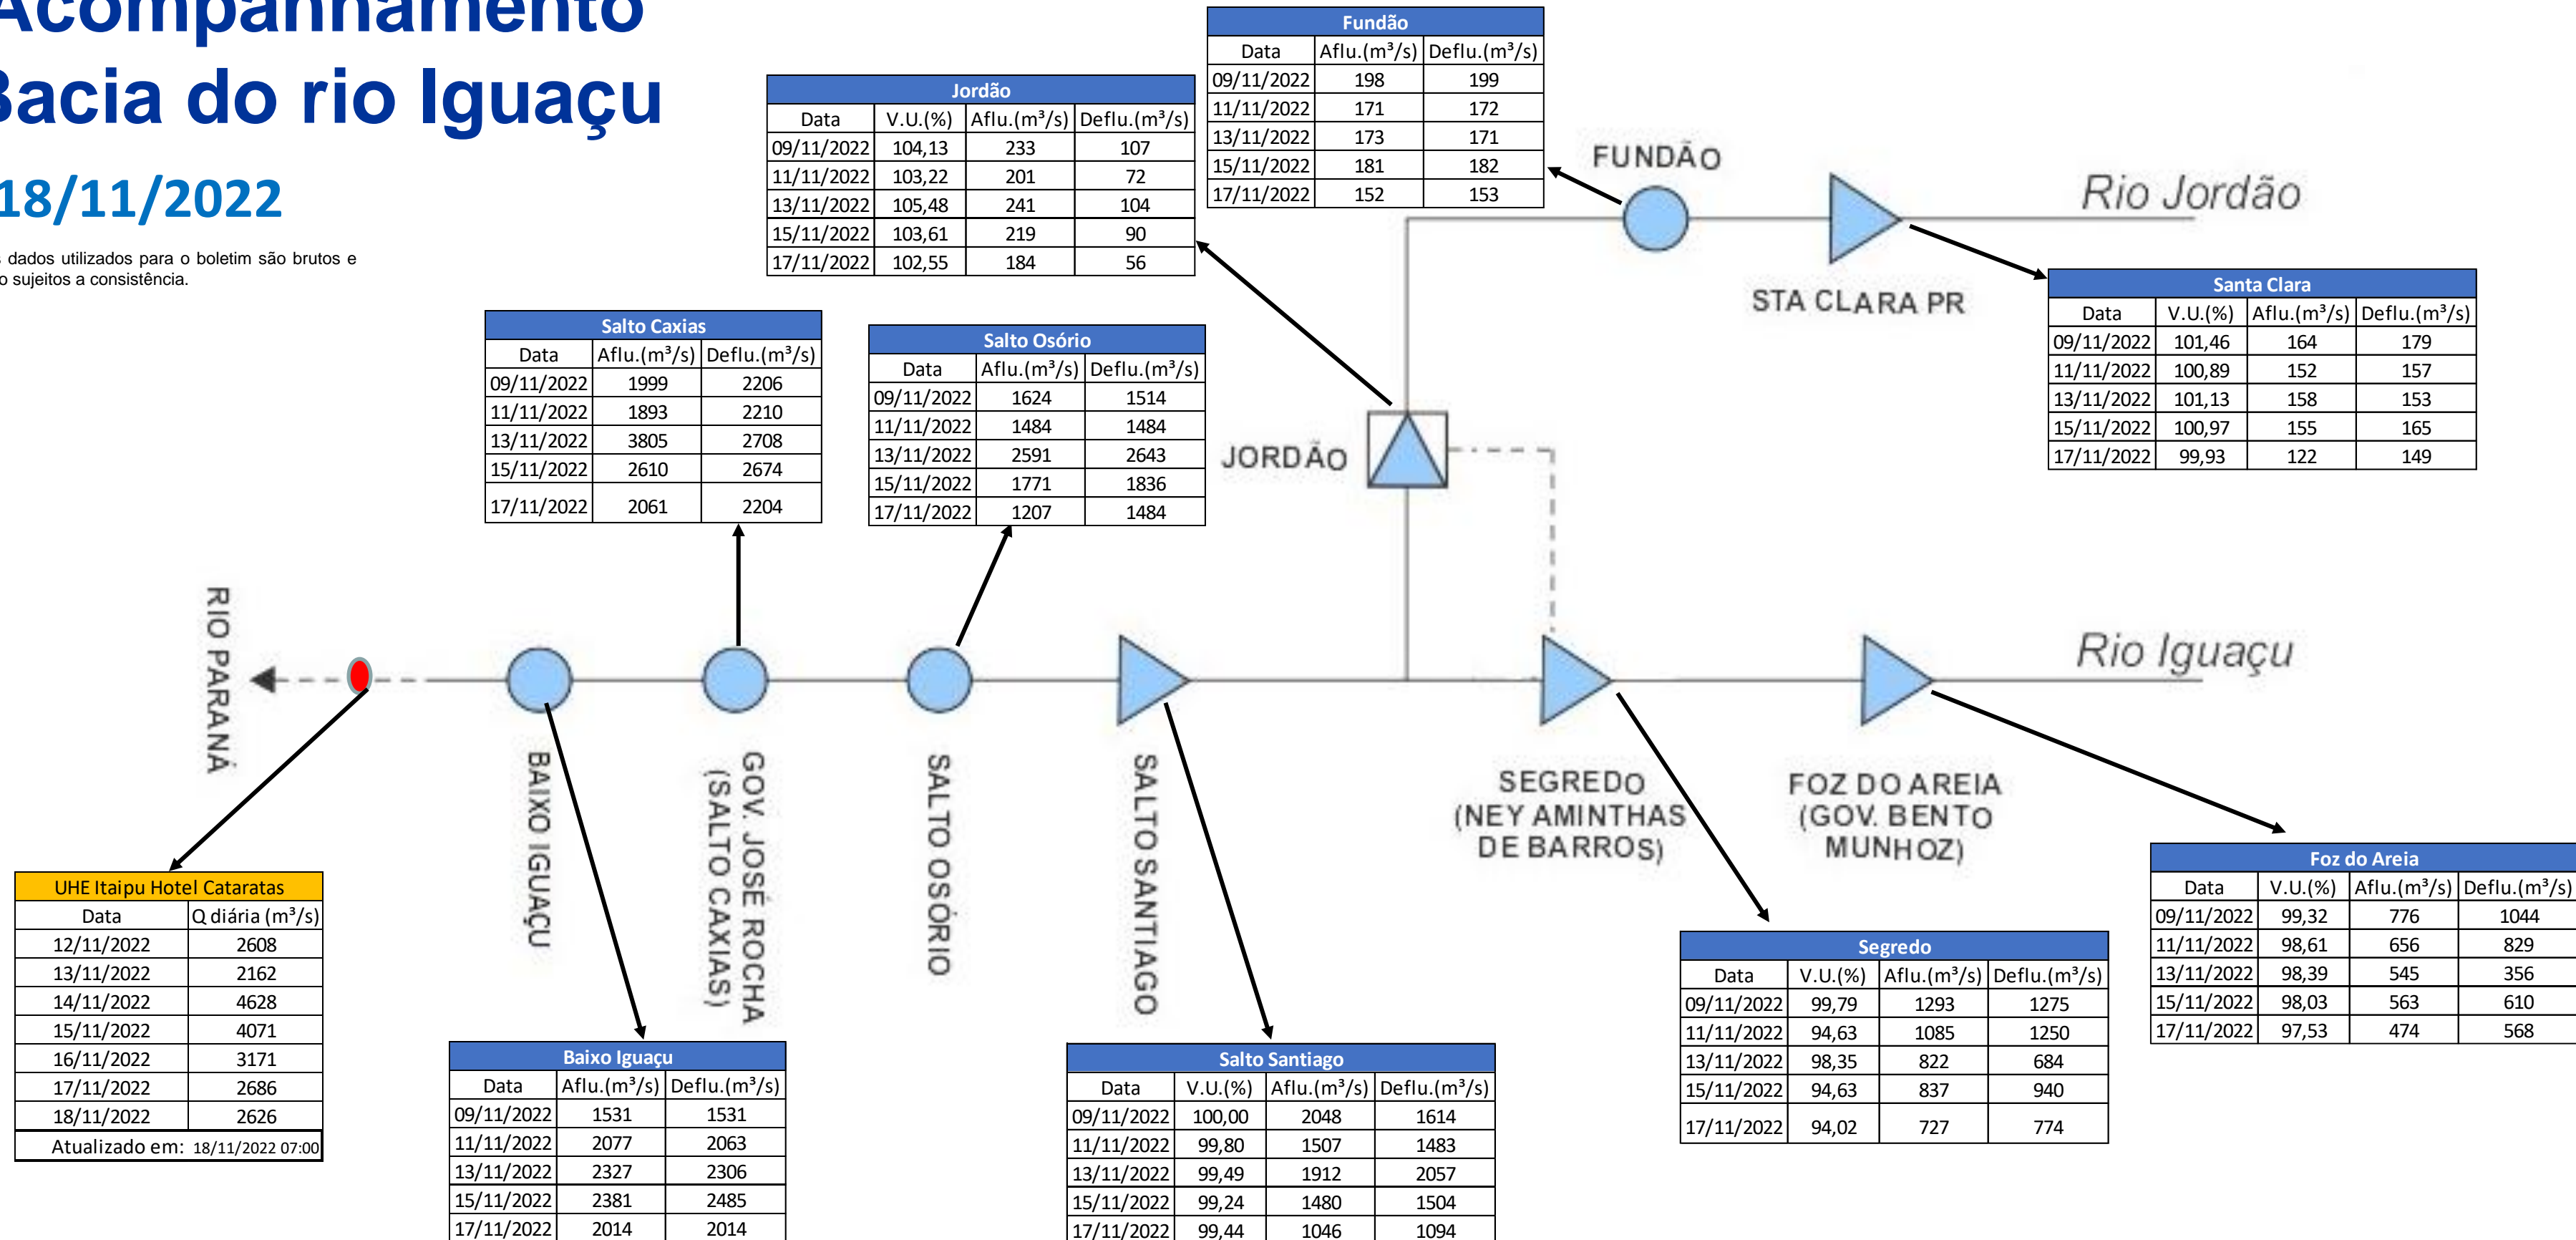 Acompanhamento
Bacia do rio Iguaçu
18/11/2022
s dados utilizados para o boletim são brutos e
o sujeitos a consistência.
Fundão
Data Aflu.(m³/s) Deflu.(m³/s)
09/11/2022 198 199
11/11/2022 171 172
13/11/2022 173 171
15/11/2022 181 182
17/11/2022 152 153
Jordão
Data V.U.(%) Aflu.(m³/s) Deflu.(m³/s)
09/11/2022 104,13 233 107
11/11/2022 103,22 201 72
13/11/2022 105,48 241 104
15/11/2022 103,61 219 90
17/11/2022 102,55 184 56
FUNDÃO
Rio Jordão
STA CLARA PR
Santa Clara
Data V.U.(%) Aflu.(m³/s) Deflu.(m³/s)
09/11/2022 101,46 164 179
11/11/2022 100,89 152 157
13/11/2022 101,13 158 153
15/11/2022 100,97 155 165
17/11/2022 99,93 122 149
Salto Caxias
Data Aflu.(m³/s) Deflu.(m³/s)
09/11/2022 1999 2206
11/11/2022 1893 2210
13/11/2022 3805 2708
15/11/2022 2610 2674
17/11/2022 2061 2204
Salto Osório
Data Aflu.(m³/s) Deflu.(m³/s)
09/11/2022 1624 1514
11/11/2022 1484 1484
13/11/2022 2591 2643
15/11/2022 1771 1836
17/11/2022 1207 1484
JORDÃO
RIO PARANÁ
Rio Iguaçu
BAIXO IGUAÇU
GOV. JOSÉ ROCHA
(SALTO CAXIAS)
SALTO OSÓRIO
SALTO SANTIAGO
SEGREDO
(NEY AMINTHAS
DE BARROS)
FOZ DO AREIA
(GOV. BENTO
MUNHOZ)
UHE Itaipu Hotel Cataratas
Data Q diária (m³/s)
12/11/2022 2608
13/11/2022 2162
14/11/2022 4628
15/11/2022 4071
16/11/2022 3171
17/11/2022 2686
18/11/2022 2626
Atualizado em: 18/11/2022 07:00
Baixo Iguaçu
Data Aflu.(m³/s) Deflu.(m³/s)
09/11/2022 1531 1531
11/11/2022 2077 2063
13/11/2022 2327 2306
15/11/2022 2381 2485
17/11/2022 2014 2014
Salto Santiago
Data V.U.(%) Aflu.(m³/s) Deflu.(m³/s)
09/11/2022 100,00 2048 1614
11/11/2022 99,80 1507 1483
13/11/2022 99,49 1912 2057
15/11/2022 99,24 1480 1504
17/11/2022 99,44 1046 1094
Segredo
Data V.U.(%) Aflu.(m³/s) Deflu.(m³/s)
09/11/2022 99,79 1293 1275
11/11/2022 94,63 1085 1250
13/11/2022 98,35 822 684
15/11/2022 94,63 837 940
17/11/2022 94,02 727 774
Foz do Areia
Data V.U.(%) Aflu.(m³/s) Deflu.(m³/s)
09/11/2022 99,32 776 1044
11/11/2022 98,61 656 829
13/11/2022 98,39 545 356
15/11/2022 98,03 563 610
17/11/2022 97,53 474 568